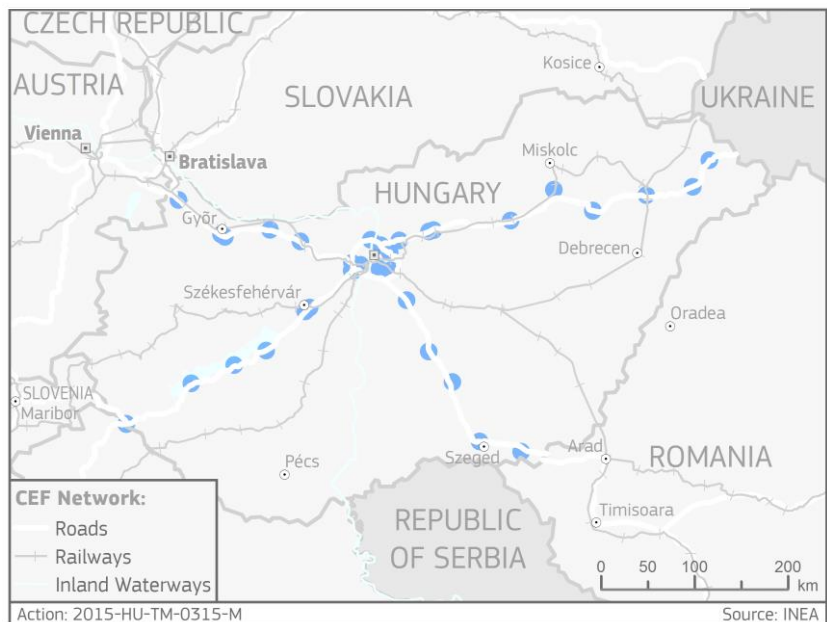 CZECH REPUBLIC
AUSTRIA
SLOVAKIA
Kosice
UKRAINE
Vienna
Bratislava
Miskolc
HUNGARY
Győr
Debrecen
Székesfehérvár
Oradea
SLOVENIA
Maribor
Szeged
Arad
Pécs
ROMANIA
CEF Network:
Roads
Railways
Inland Waterways
REPUBLIC
OF SERBIA
Timisoara
0 50 100 200
km
Action: 2015-HU-TM-0315-M
Source: INEA